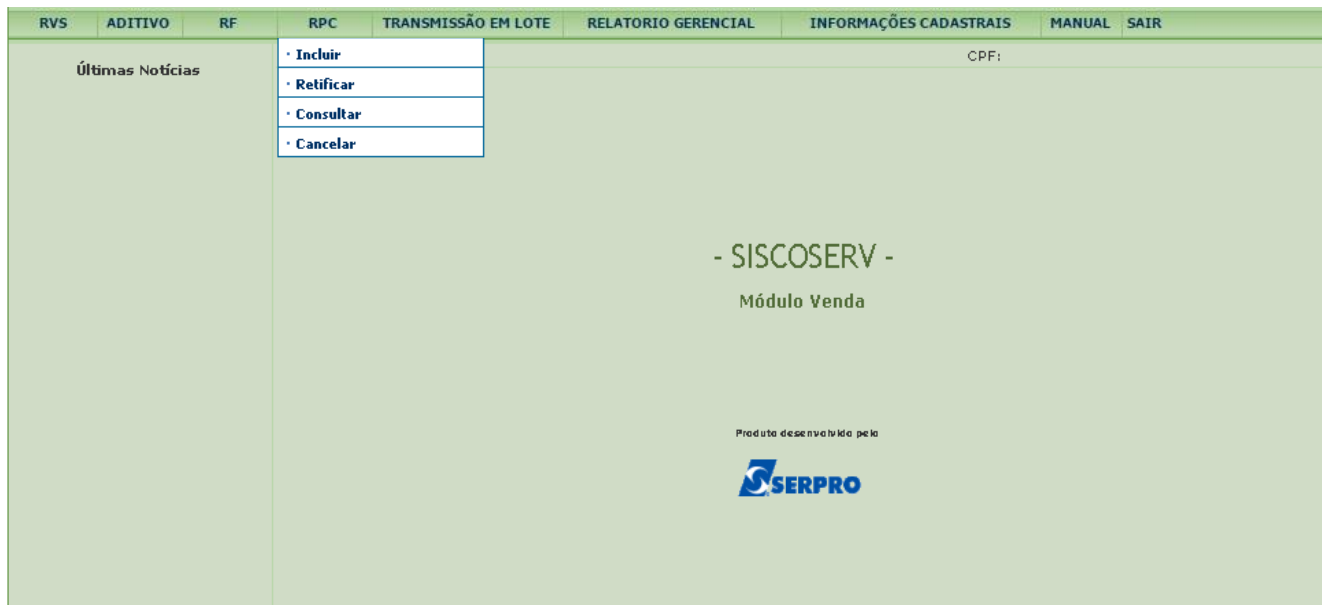 RVS ADITIVO RF RPC TRANSMISSÃO EM LOTE RELATORIO GERENCIAL INFORMAÇÕES CADASTRAIS MANUAL SAIR
Últimas Notícias
· Incluir
· Retificar
· Consultar
· Cancelar
CPF:
- SISCOSERV -
Módulo Venda
Produto desenvolvido pelo
SERPRO